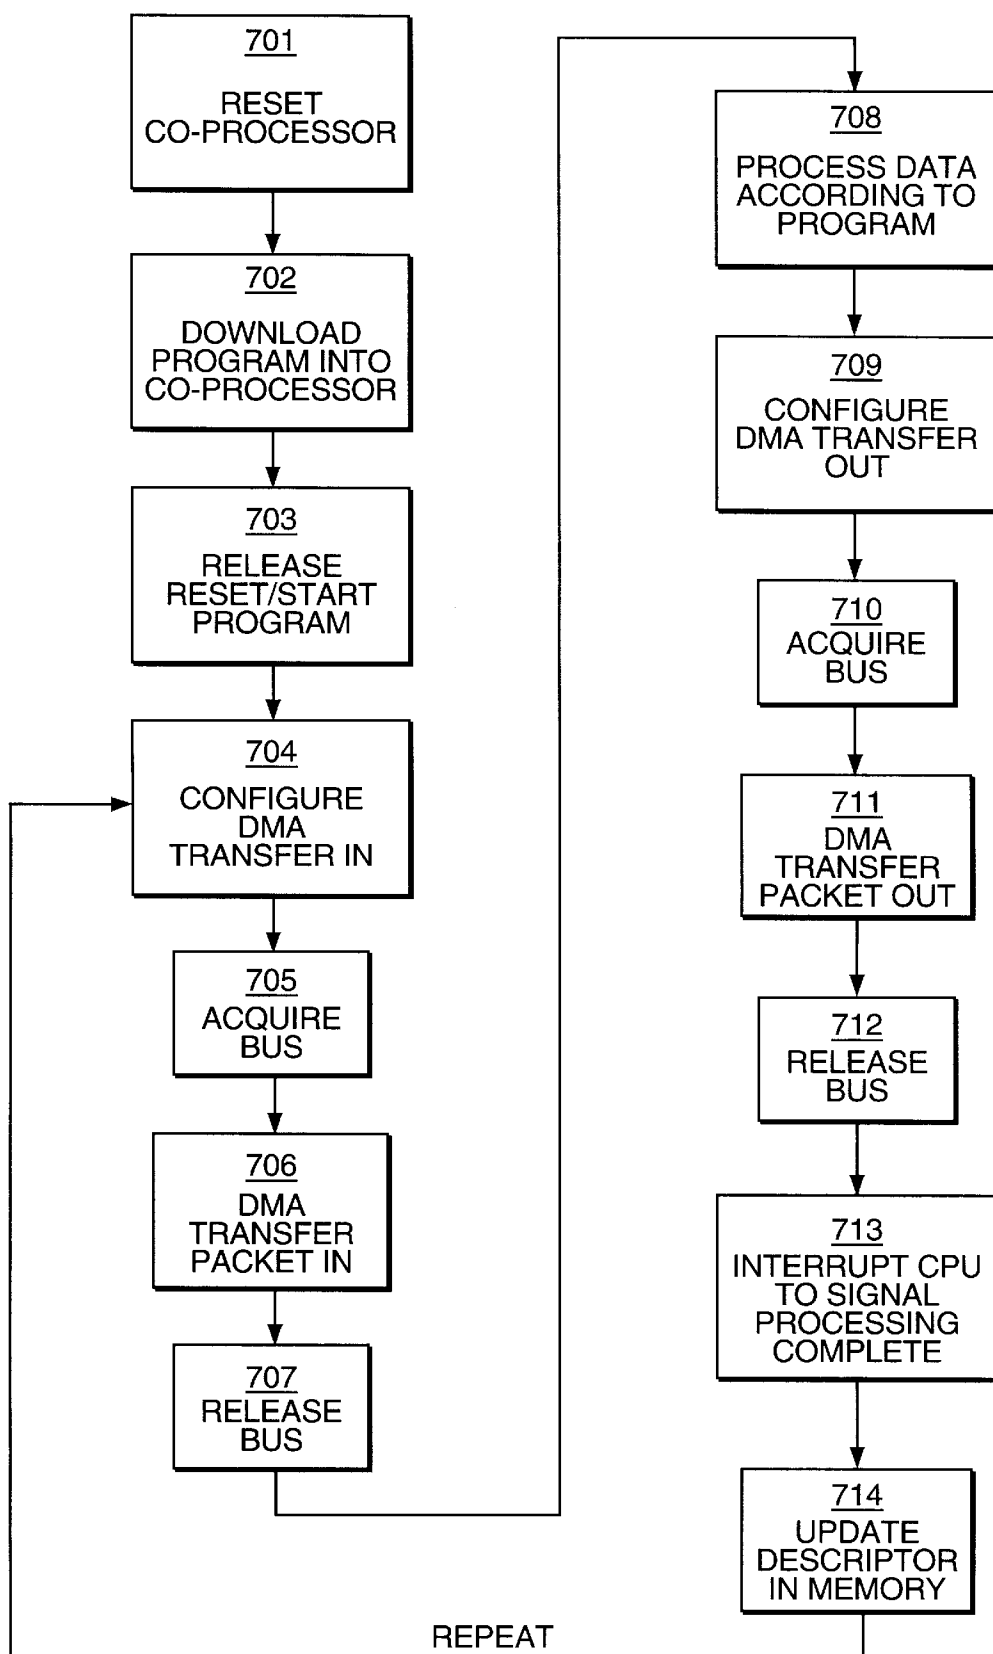 701
RESET
CO-PROCESSOR
702
DOWNLOAD
PROGRAM INTO
CO-PROCESSOR
703
RELEASE
RESET/START
PROGRAM
704
CONFIGURE
DMA
TRANSFER IN
705
ACQUIRE
BUS
706
DMA
TRANSFER
PACKET IN
707
RELEASE
BUS
708
PROCESS DATA
ACCORDING TO
PROGRAM
709
CONFIGURE
DMA TRANSFER
OUT
710
ACQUIRE
BUS
711
DMA
TRANSFER
PACKET OUT
712
RELEASE
BUS
713
INTERRUPT CPU
TO SIGNAL
PROCESSING
COMPLETE
714
UPDATE
DESCRIPTOR
IN MEMORY
REPEAT